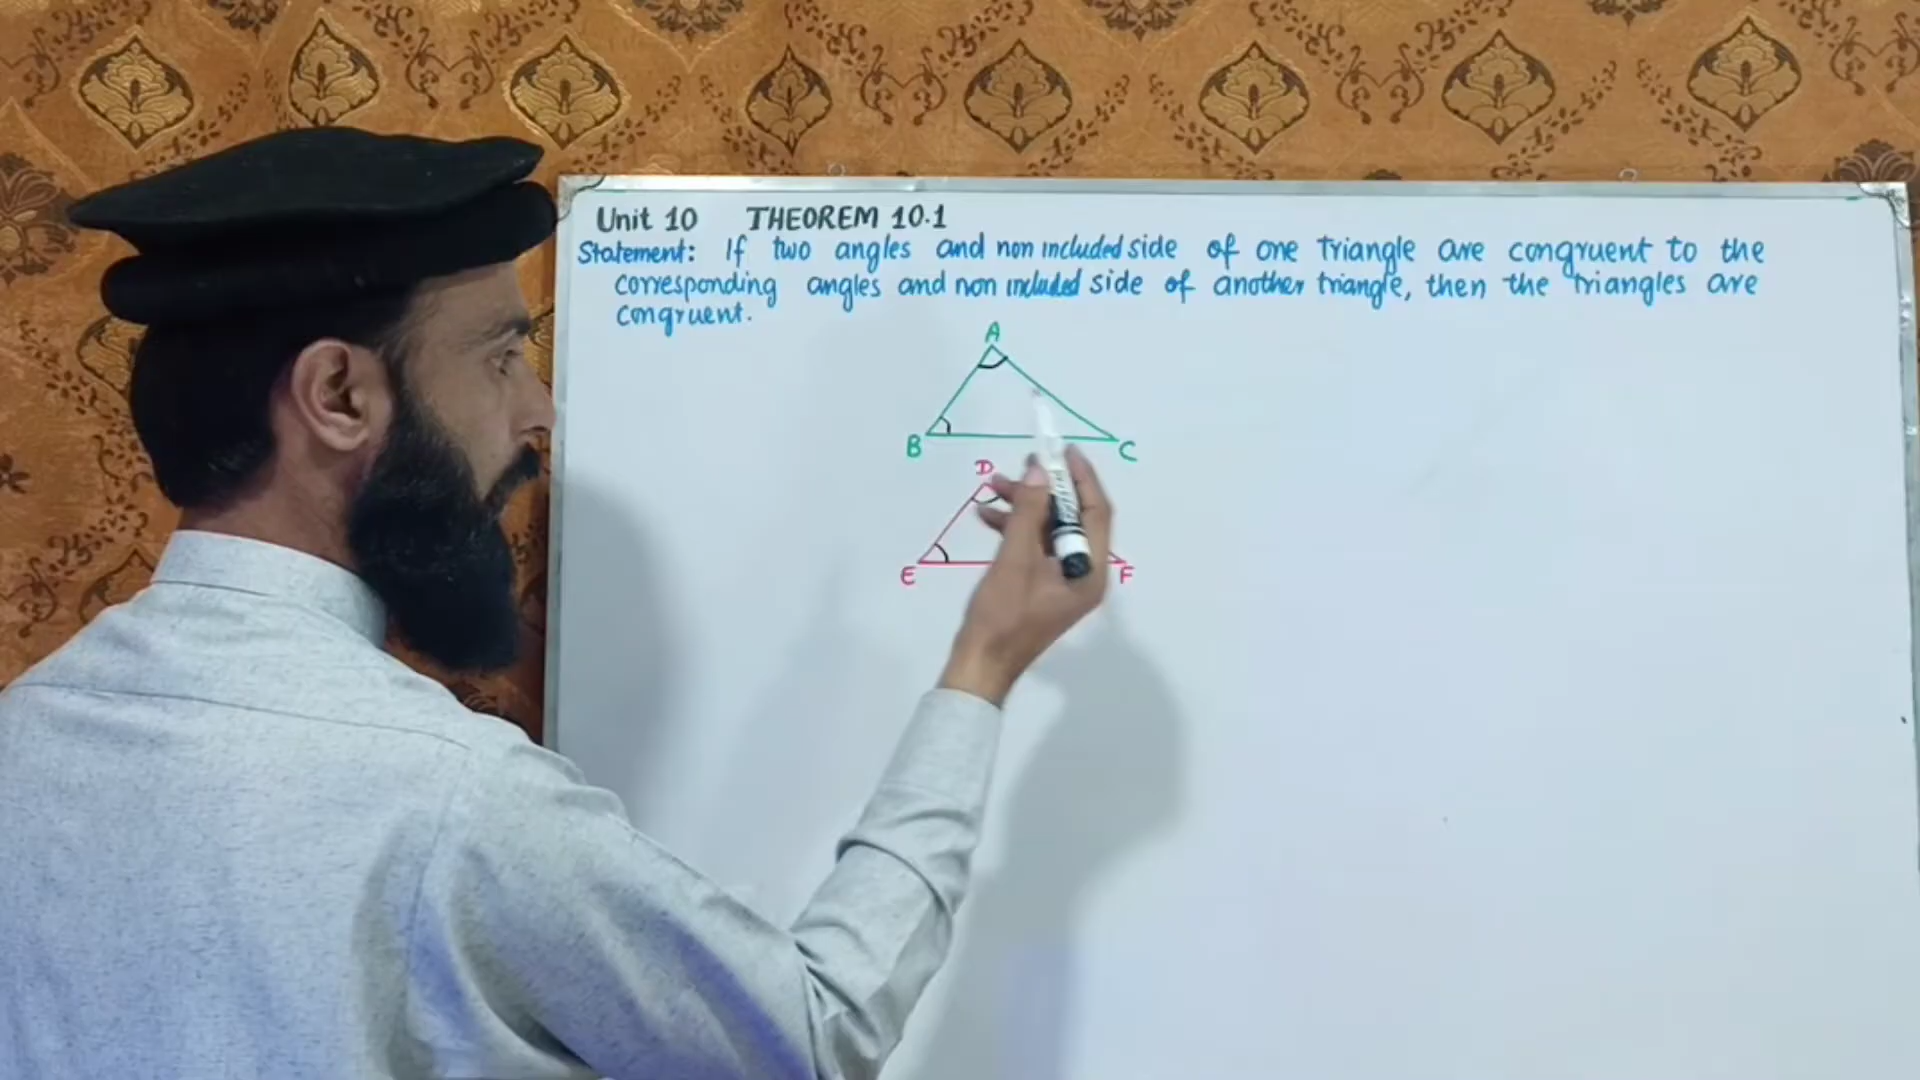 Unit 10 THEOREM 10.1
Statement: If two angles and non included side of one triangle are congruent to the
corresponding angles and non included side of another triangle, then the triangles are
congruent.
A
B C
D
E F